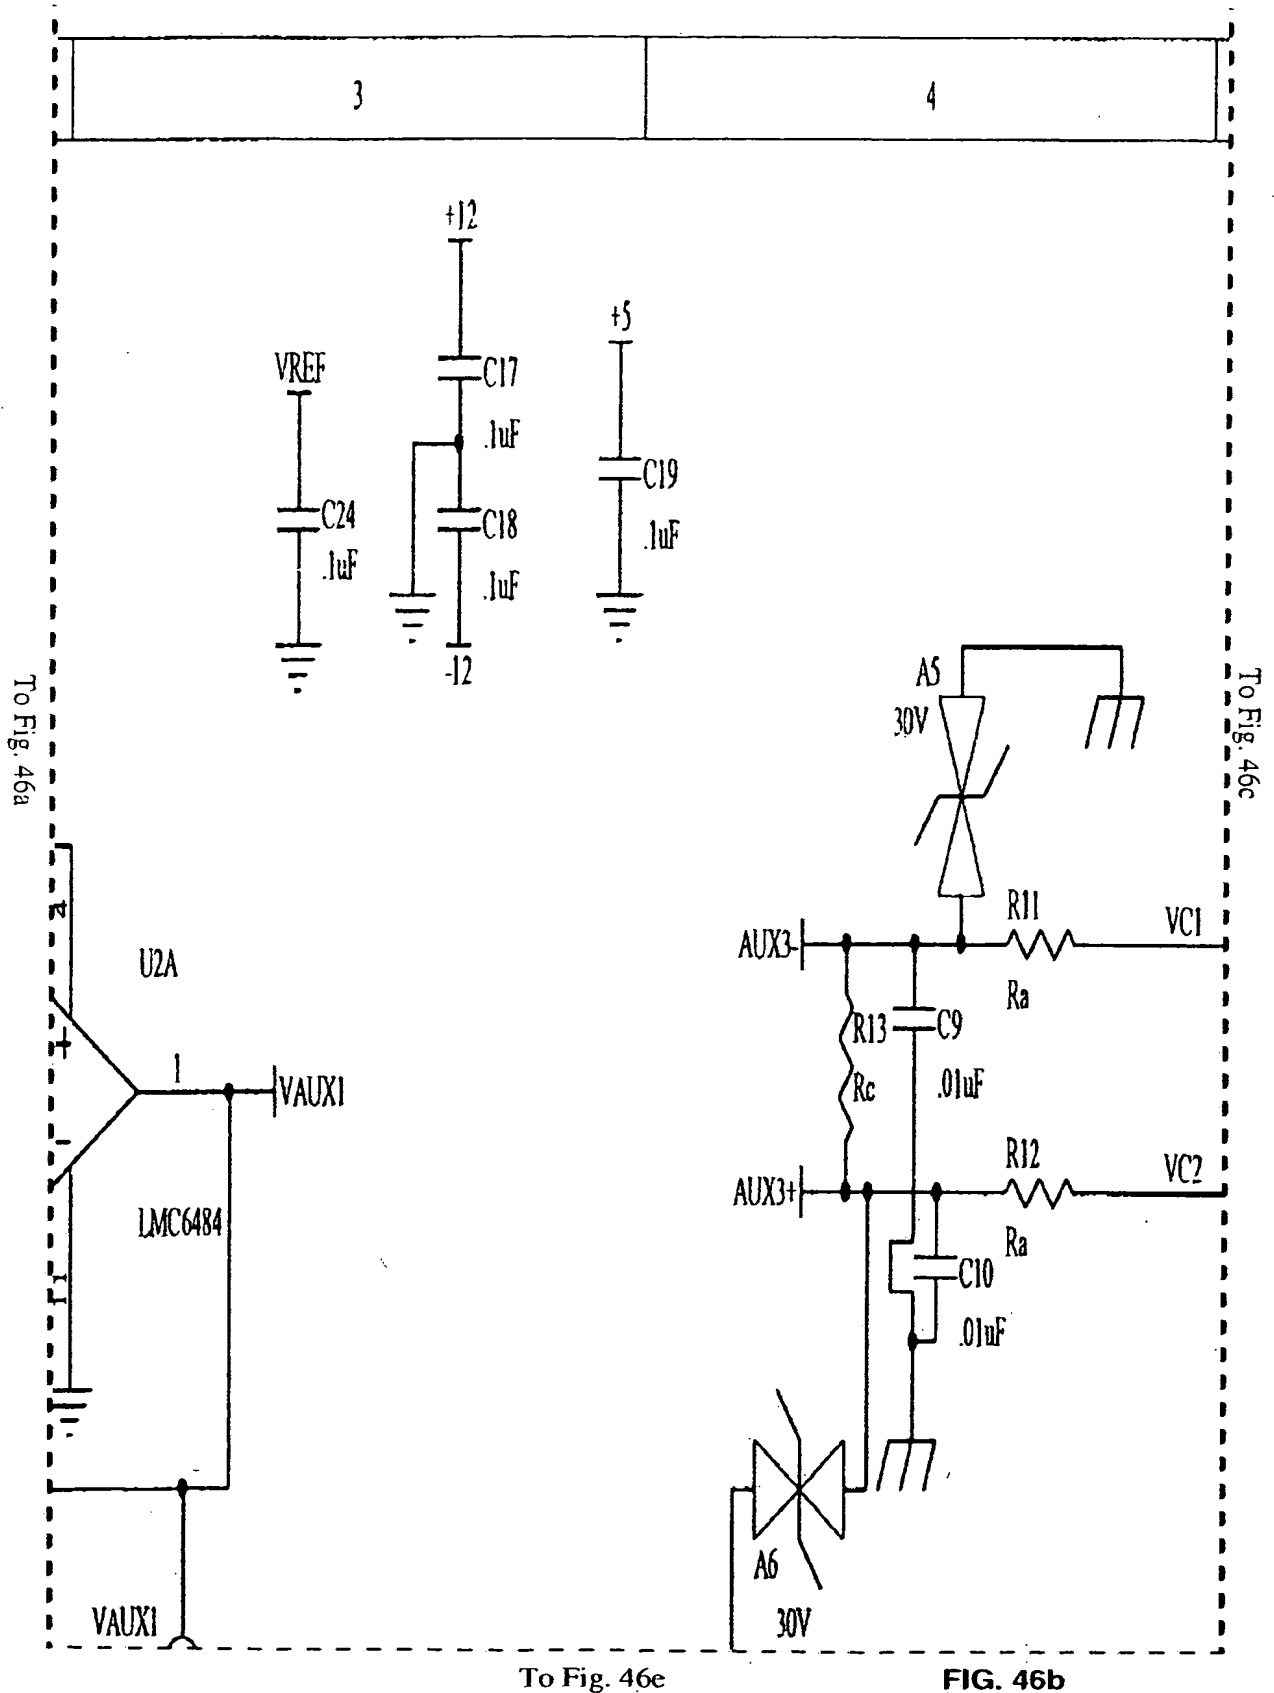 3
4
+12
+5
VREF
C17
.1uF
C19
C24
C18
.1uF
.1uF
.1uF
-12
To Fig. 46a
To Fig. 46c
A5
30V
R11
VC1
AUX3-
U2A
Ra
+
R13
C9
1
VAUX1
Rc
.01uF
R12
VC2
AUX3+
LMC6484
Ra
C10
11
.01uF
A6
VAUX1
30V
To Fig. 46e
FIG. 46b